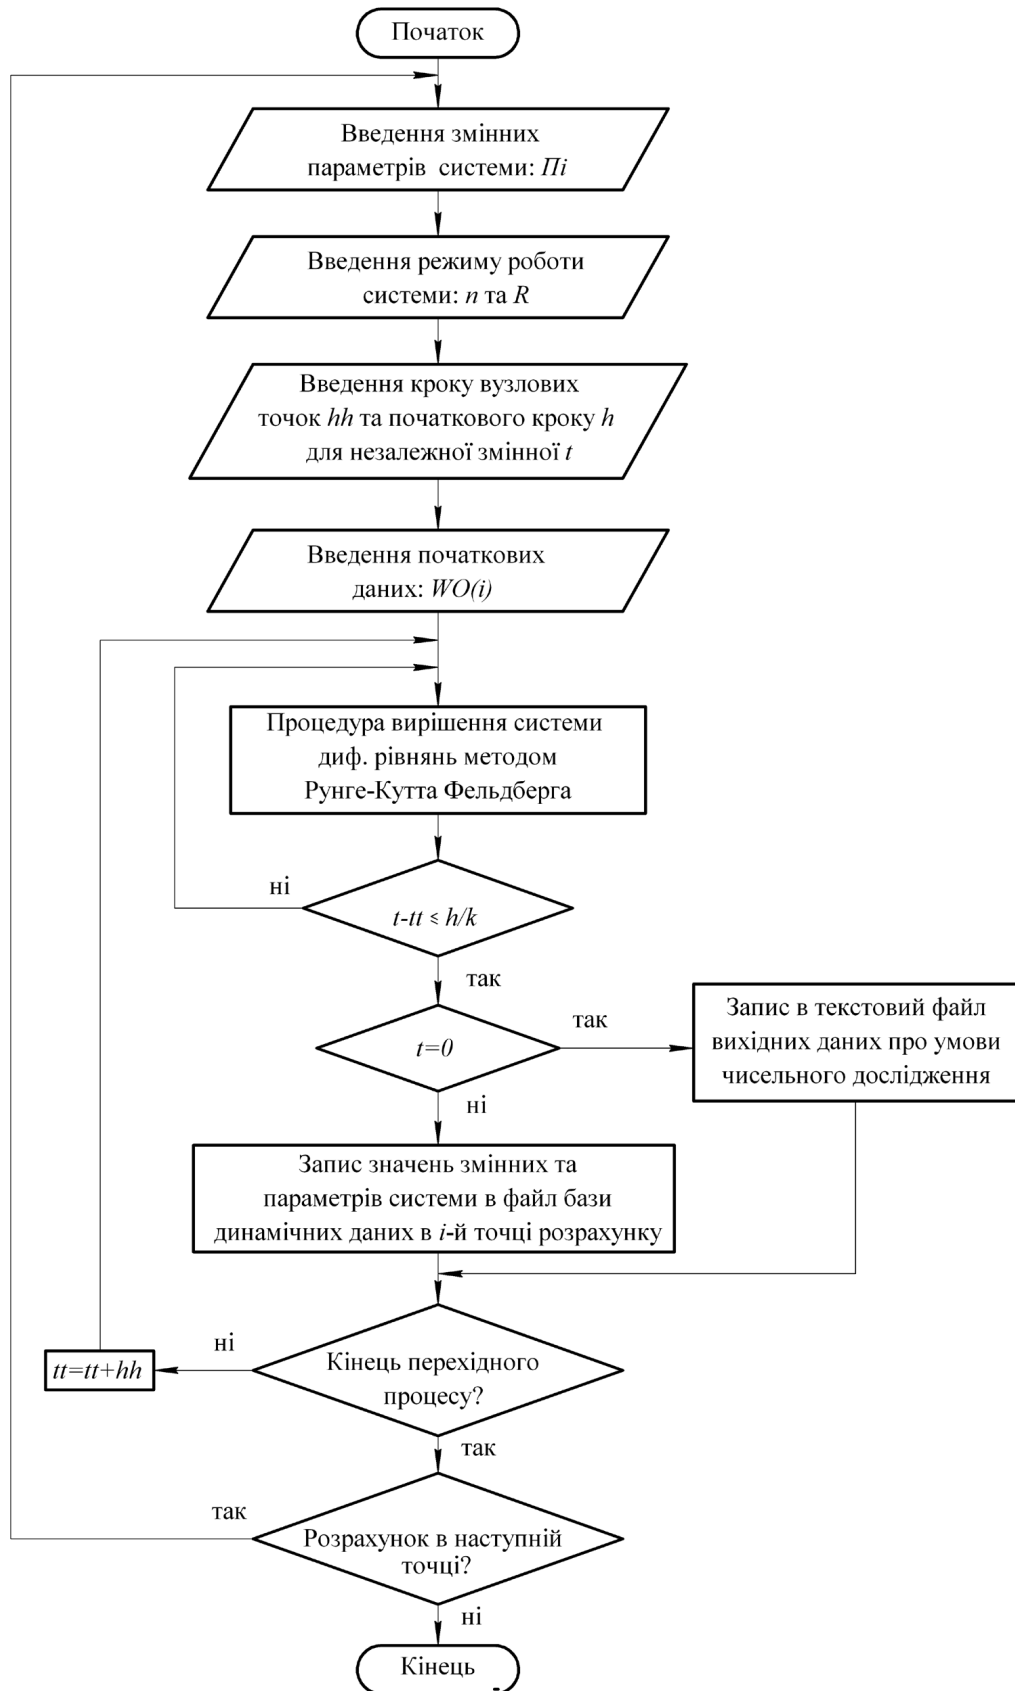 Початок
Введення змінних
параметрів системи: Пі
Введення режиму роботи
системи: n та R
Введення кроку вузлових
точок hh та початкового кроку h
для незалежної змінної t
Введення початкових
даних: WO(i)
Процедура вирішення системи
диф. рівнянь методом
Рунге-Кутта Фельдберга
ні
t-tt ≤ h/k
так
t=0
так
Запис в текстовий файл
вихідних даних про умови
чисельного дослідження
ні
Запис значень змінних та
параметрів системи в файл бази
динамічних даних в i-й точці розрахунку
ні
tt=tt+hh
Кінець перехідного
процесу?
так
так
Розрахунок в наступній
точці?
ні
Кінець